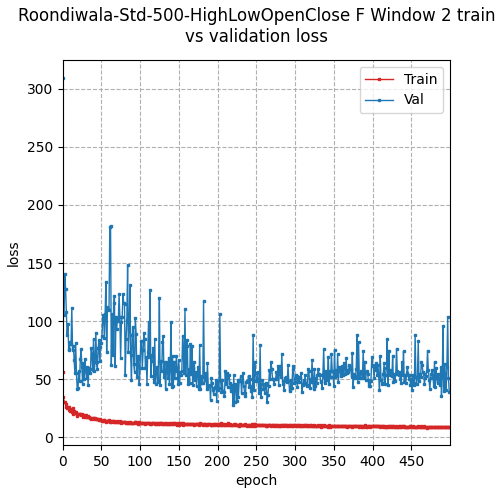 Roondiwala-Std-500-HighLowOpenClose F Window 2 train
vs validation loss
Train
Val
300
250
200
150
100
50
0
loss
0 50 100 150 200 250 300 350 400 450
epoch